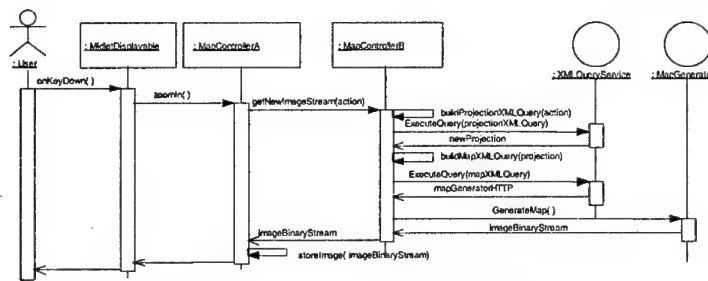 : MidletDisplayable
: MapControllerA
: MapControllerB
: User
: XMLQueryService
: MapGenerat
onKeyDown( )
zoomIn( )
getNewImageStream(action)
buildProjectionXMLQuery(action)
ExecuteQuery(projectionXMLQuery)
newProjection
buildMapXMLQuery(projection)
ExecuteQuery(mapXMLQuery)
mapGeneratorHTTP
GenerateMap( )
imageBinaryStream
imageBinaryStream
storeImage( imageBinaryStream)